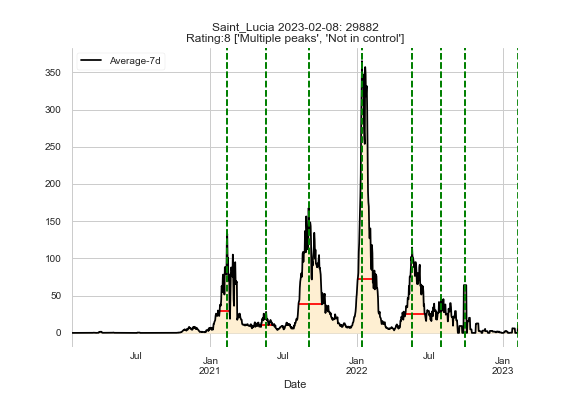 Saint_Lucia 2023-02-08: 29882
Rating:8 ['Multiple peaks', 'Not in control']
Average-7d
350
300
250
200
150
100
50
0
Jul
Jan
2021
Jul
Jan
2022
Jul
Jan
2023
Date